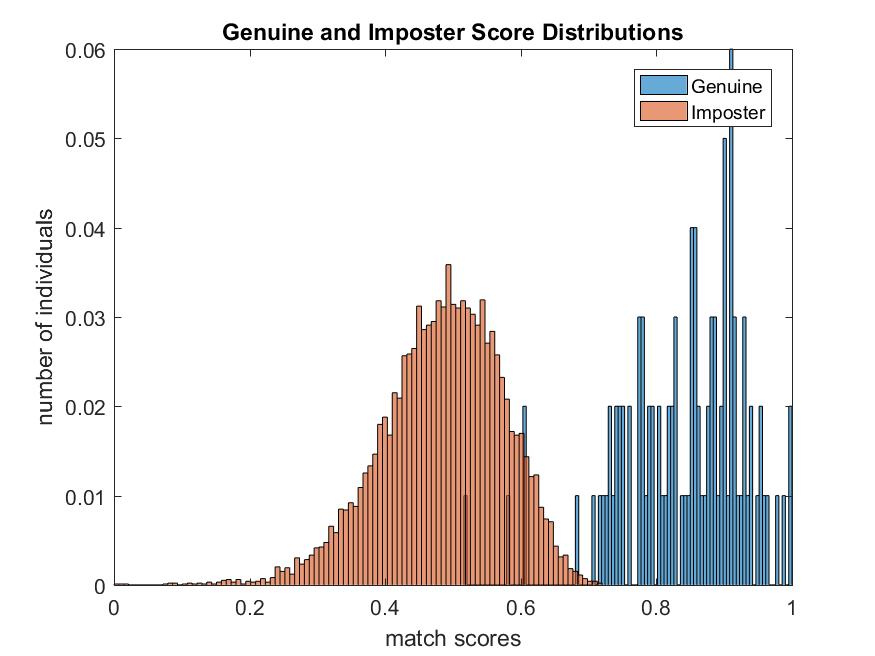 Genuine and Imposter Score Distributions
Genuine
Imposter
number of individuals
0.06
0.05
0.04
0.03
0.02
0.01
0
0 0.2 0.4 0.6 0.8 1
match scores